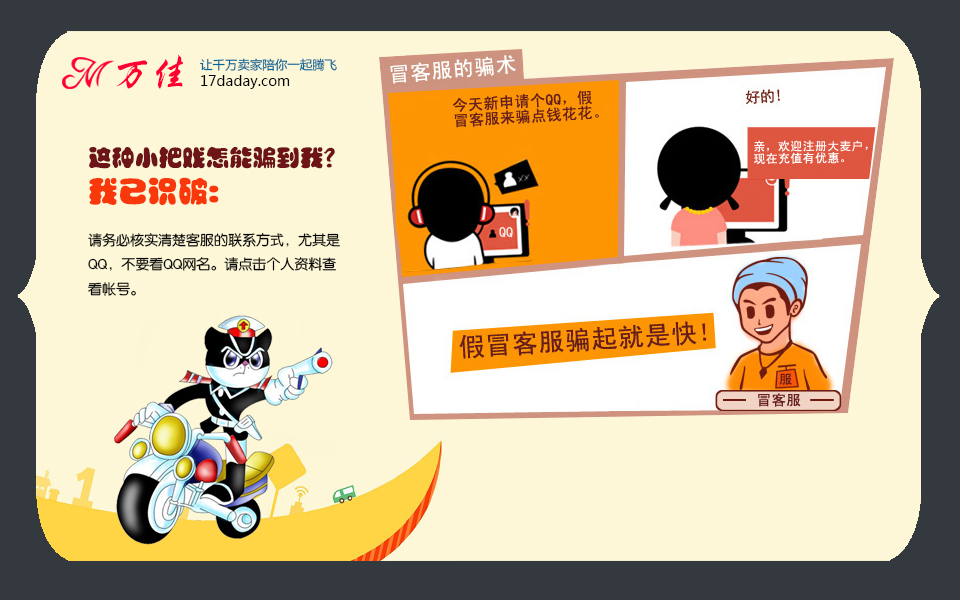 万佳
让千万卖家陪你一起腾飞
17daday.com
这种小把戏怎能骗到我?
我已识破:
请务必核实清楚客服的联系方式，尤其是
QQ，不要看QQ网名。请点击个人资料查
看帐号。
冒客服的骗术
今天新申请个QQ，假
冒客服来骗点钱花花。
××
QQ
好的!
亲，欢迎注册大麦户，
现在充值有优惠。
假冒客服骗起就是快!
服
冒客服
1